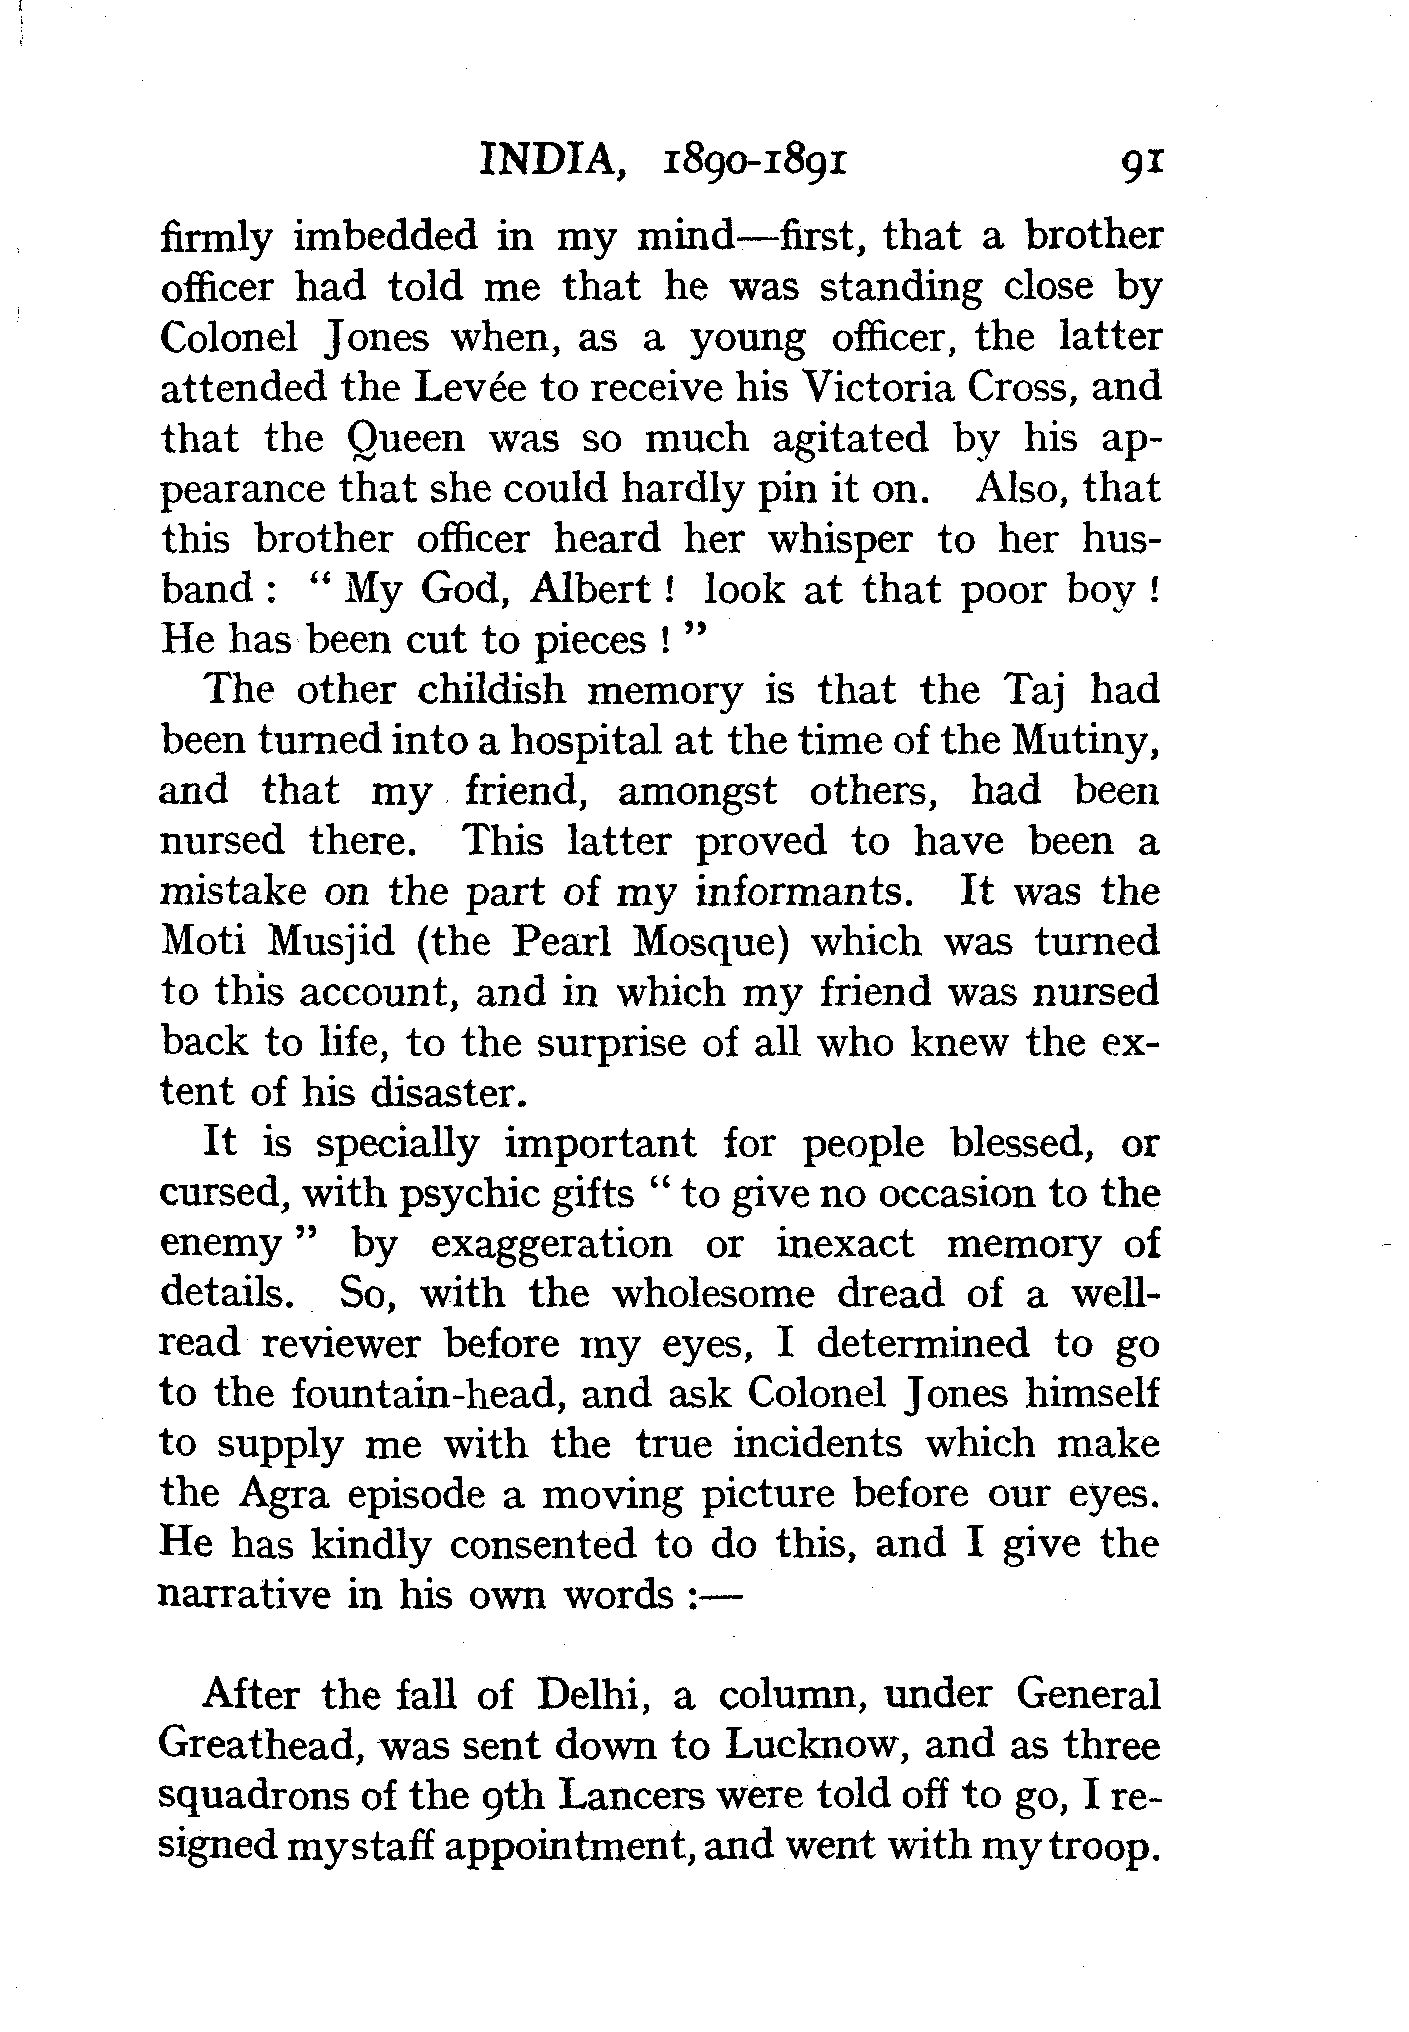 INDIA, 1890-1891 91
firmly imbedded in my mind—first, that a brother
officer had told me that he was standing close by
Colonel Jones when, as a young officer, the latter
attended the Levée to receive his Victoria Cross, and
that the Queen was so much agitated by his ap-
pearance that she could hardly pin it on. Also, that
this brother officer heard her whisper to her hus-
band : “ My God, Albert ! look at that poor boy !
He has been cut to pieces ! ”
The other childish memory is that the Taj had
been turned into a hospital at the time of the Mutiny,
and that my friend, amongst others, had been
nursed there. This latter proved to have been a
mistake on the part of my informants. It was the
Moti Musjid (the Pearl Mosque) which was turned
to this account, and in which my friend was nursed
back to life, to the surprise of all who knew the ex-
tent of his disaster.
It is specially important for people blessed, or
cursed, with psychic gifts “ to give no occasion to the
enemy ” by exaggeration or inexact memory of
details. So, with the wholesome dread of a well-
read reviewer before my eyes, I determined to go
to the fountain-head, and ask Colonel Jones himself
to supply me with the true incidents which make
the Agra episode a moving picture before our eyes.
He has kindly consented to do this, and I give the
narrative in his own words :—
After the fall of Delhi, a column, under General
Greathead, was sent down to Lucknow, and as three
squadrons of the 9th Lancers were told off to go, I re-
signed my staff appointment, and went with my troop.